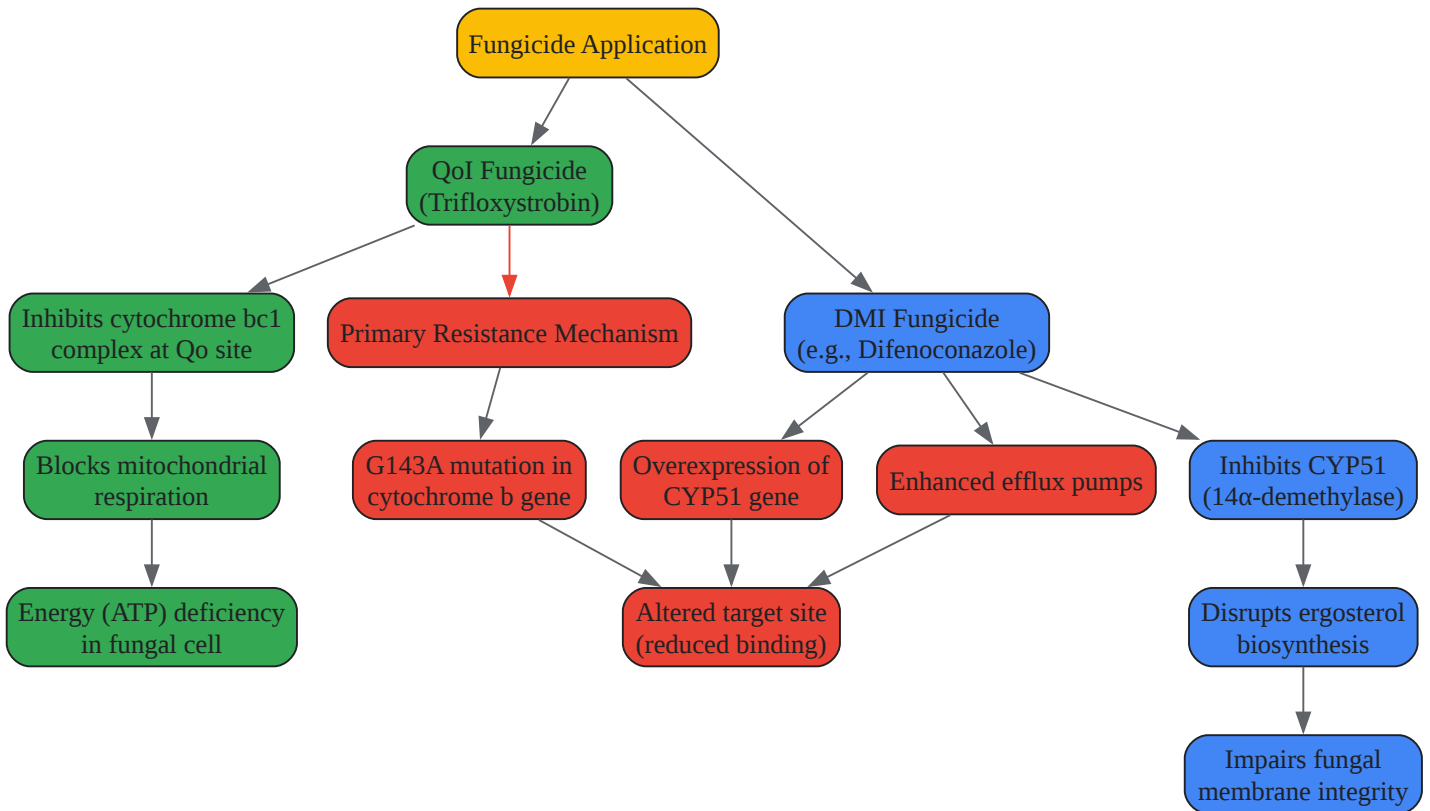 Fungicide Application
QoI Fungicide
(Trifloxystrobin)
Inhibits cytochrome bc1
complex at Qo site
Primary Resistance Mechanism
DMI Fungicide
(e.g., Difenoconazole)
Blocks mitochondrial
respiration
G143A mutation in
cytochrome b gene
Overexpression of
CYP51 gene
Enhanced efflux pumps
Inhibits CYP51
(14α-demethylase)
Energy (ATP) deficiency
in fungal cell
Altered target site
(reduced binding)
Disrupts ergosterol
biosynthesis
Impairs fungal
membrane integrity